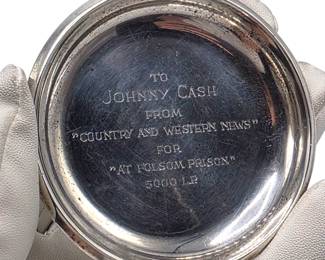 TO
JOHNNY CASH
FROM
"COUNTRY AND WESTERN NEWS"
FOR
"AT FOLSOM PRISON"
5000 LP